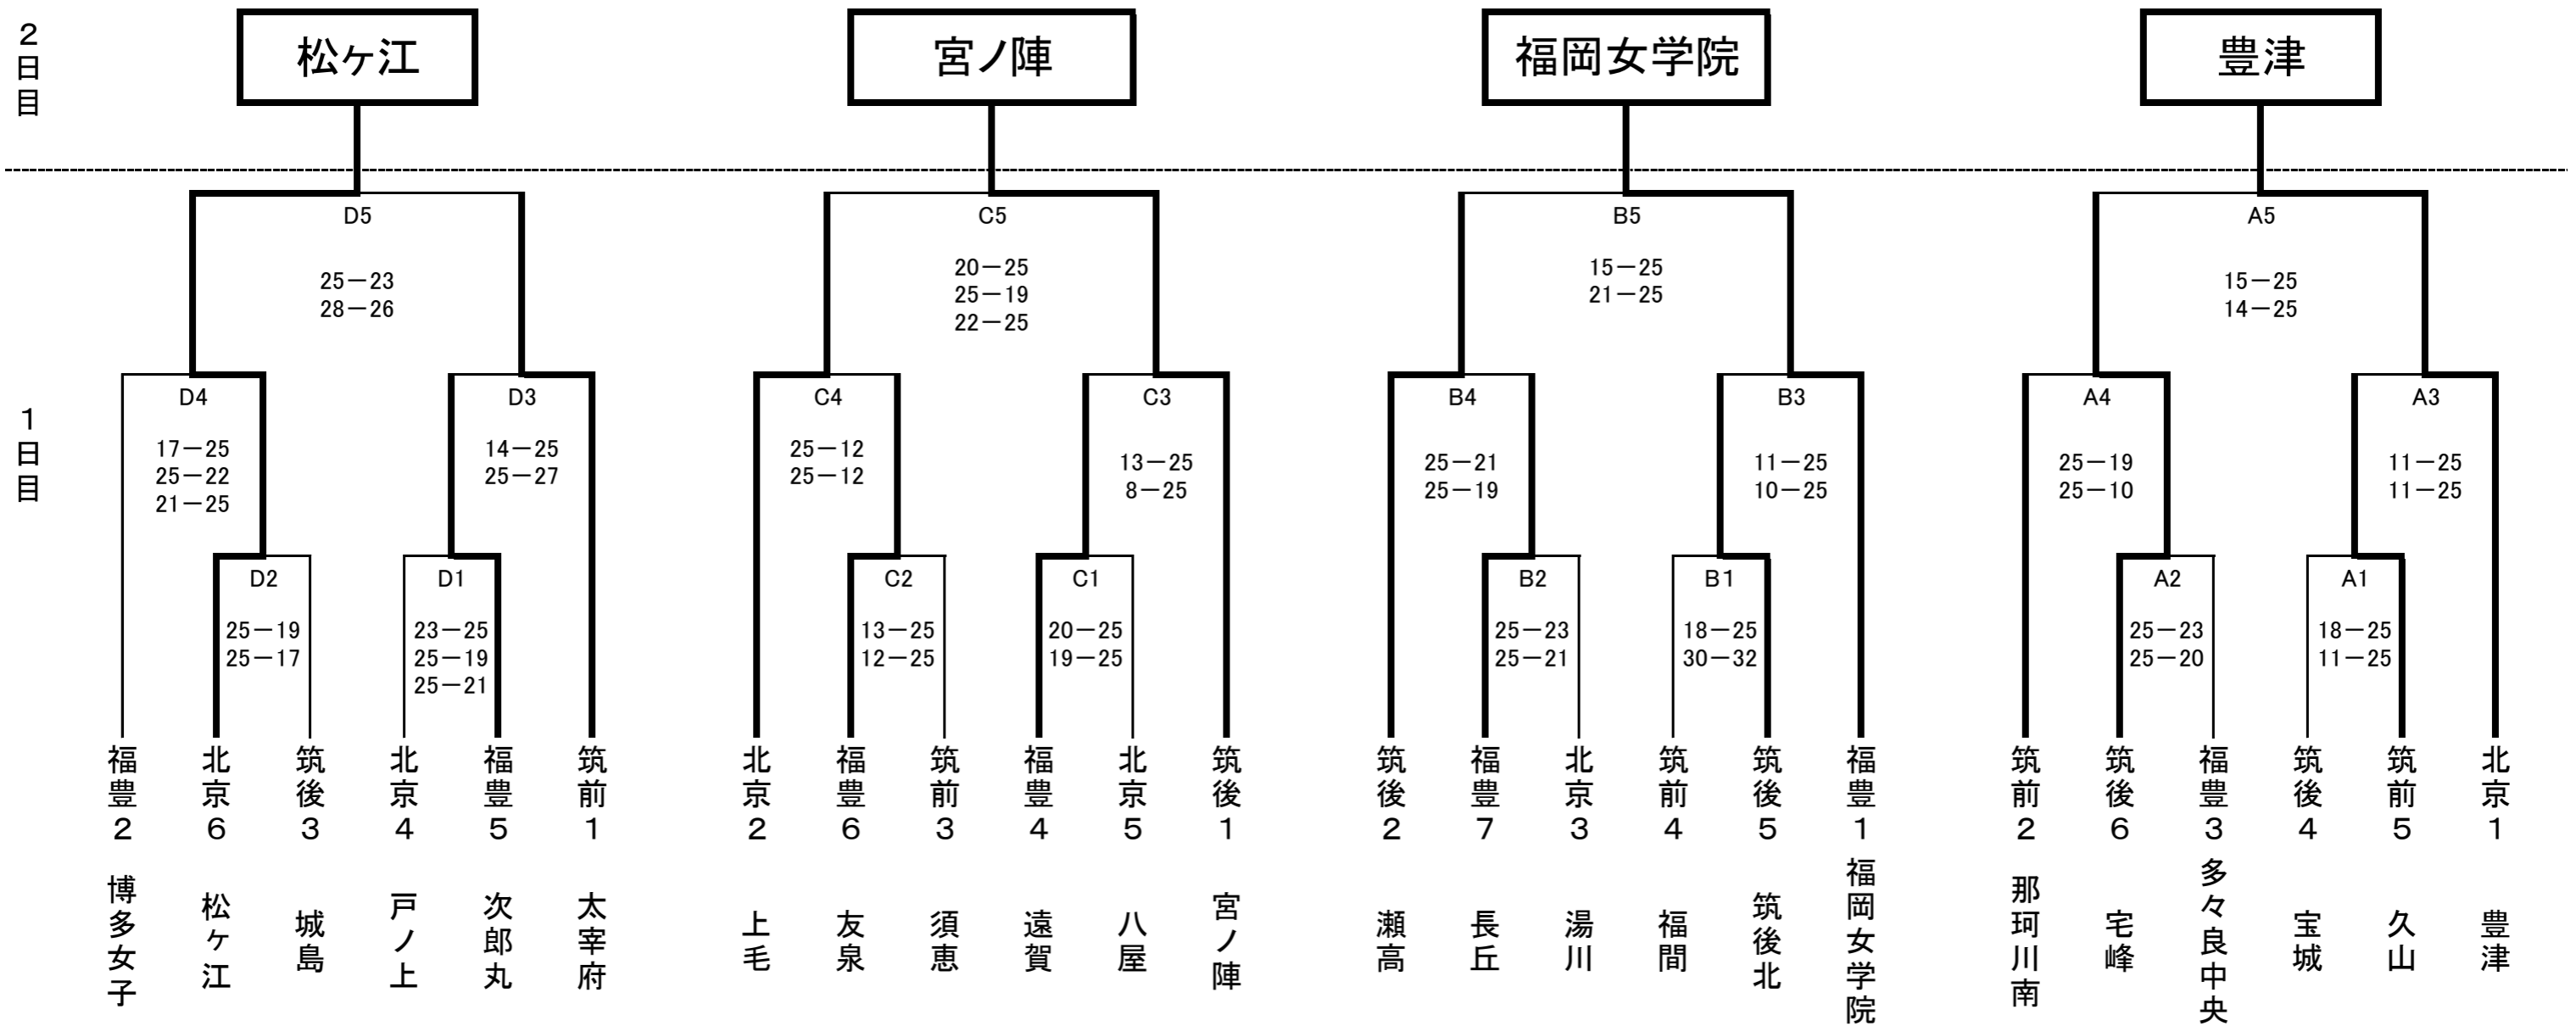 2日目
松ヶ江
宮ノ陣
福岡女学院
豊津
1日目
D5
25－23
28－26
C5
20－25
25－19
22－25
B5
15－25
21－25
A5
15－25
14－25
D4
17－25
25－22
21－25
D3
14－25
25－27
C4
25－12
25－12
C3
13－25
8－25
B4
25－21
25－19
B3
11－25
10－25
A4
25－19
25－10
A3
11－25
11－25
D2
25－19
25－17
D1
23－25
25－19
25－21
C2
13－25
12－25
C1
20－25
19－25
B2
25－23
25－21
B1
18－25
30－32
A2
25－23
25－20
A1
18－25
11－25
福豊2 博多女子
北京6 松ヶ江
筑後3 城島
北京4 戸ノ上
福豊5 次郎丸
筑前1 太宰府
北京2 上毛
福豊6 友泉
筑前3 須恵
福豊4 遠賀
北京5 八屋
筑後1 宮ノ陣
筑後2 瀬高
福豊7 長丘
北京3 湯川
筑前4 福間
筑後5 筑後北
福豊1 福岡女学院
筑前2 那珂川南
筑後6 宅峰
福豊3 多々良中央
筑後4 宝城
筑前5 久山
北京1 豊津